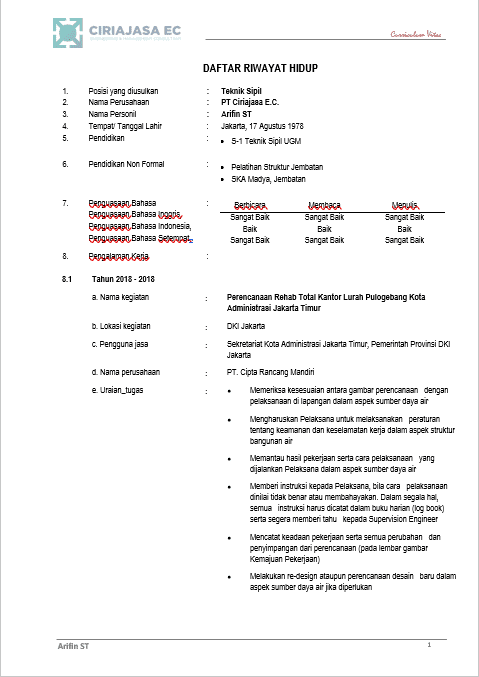 CIRIAJASA EC
Curriculum Vitae
DAFTAR RIWAYAT HIDUP
1. Posisi yang diusulkan : Teknik Sipil
2. Nama Perusahaan : PT Ciriajasa E.C.
3. Nama Personil : Arifin ST
4. Tempat/ Tanggal Lahir : Jakarta, 17 Agustus 1978
5. Pendidikan : • S-1 Teknik Sipil UGM
6. Pendidikan Non Formal : • Pelatihan Struktur Jembatan
• SKA Madya, Jembatan
7. Penguasaan Bahasa : Berbicara Membaca Menulis
Penguasaan Bahasa Inggris, Sangat Baik Sangat Baik Sangat Baik
Penguasaan Bahasa Indonesia, Baik Baik Baik
Penguasaan Bahasa Setempat, Sangat Baik Sangat Baik Sangat Baik
8. Pengalaman Kerja :
8.1 Tahun 2018 - 2018
a. Nama kegiatan : Perencanaan Rehab Total Kantor Lurah Pulogebang Kota
Administrasi Jakarta Timur
b. Lokasi kegiatan : DKI Jakarta
c. Pengguna jasa : Sekretariat Kota Administrasi Jakarta Timur, Pemerintah Provinsi DKI
Jakarta
d. Nama perusahaan : PT. Cipta Rancang Mandiri
e. Uraian_tugas : • Memeriksa kesesuaian antara gambar perencanaan dengan
pelaksanaan di lapangan dalam aspek sumber daya air
• Mengharuskan Pelaksana untuk melaksanakan peraturan
tentang keamanan dan keselamatan kerja dalam aspek struktur
bangunan air
• Memantau hasil pekerjaan serta cara pelaksanaan yang
dijalankan Pelaksana dalam aspek sumber daya air
• Memberi instruksi kepada Pelaksana, bila cara pelaksanaan
dinilai tidak benar atau membahayakan. Dalam segala hal,
semua instruksi harus dicatat dalam buku harian (log book)
serta segera memberi tahu kepada Supervision Engineer
• Mencatat keadaan pekerjaan serta semua perubahan dan
penyimpangan dari perencanaan (pada lembar gambar
Kemajuan Pekerjaan)
• Melakukan re-design ataupun perencanaan desain baru dalam
aspek sumber daya air jika diperlukan
Arifin ST 1